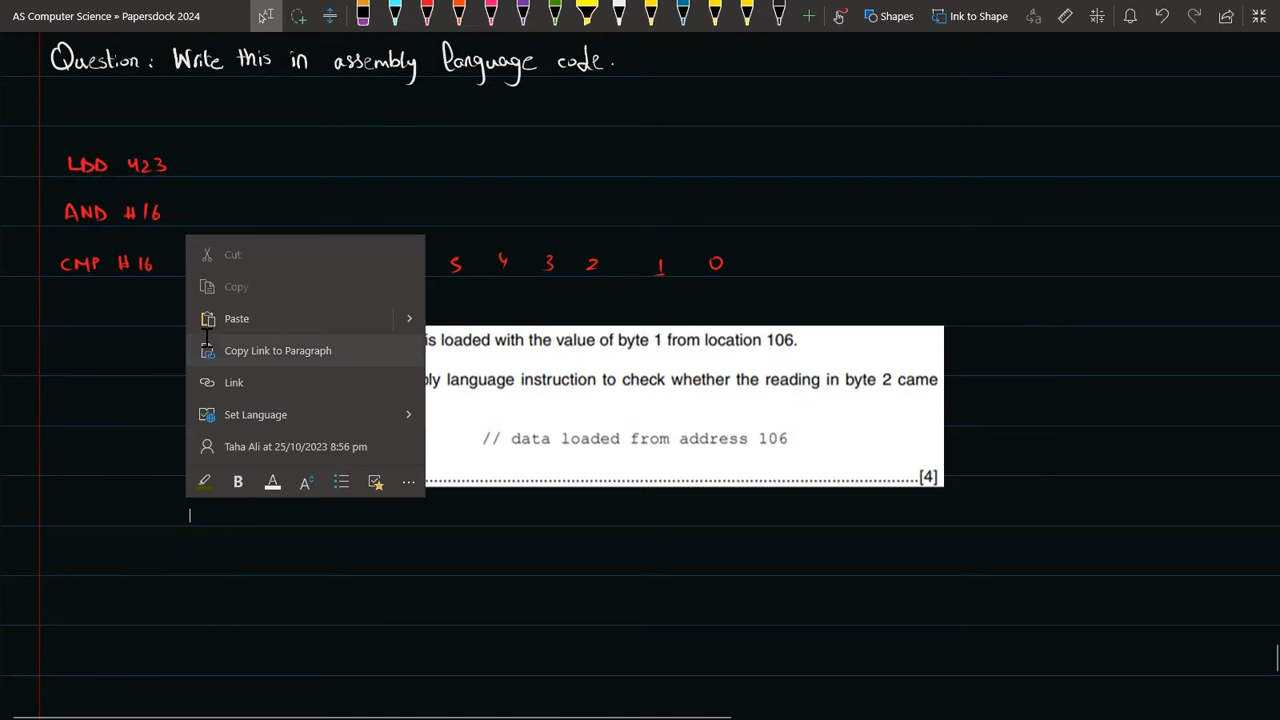 AS Computer Science » Papersdock 2024
Shapes
Ink to Shape
Question: Write this in assembly language code.
LDD 423
AND #16
CMP #16
5 4 3 2 1 0
Cut
Copy
Paste
Copy Link to Paragraph
Link
Set Language
Taha Ali at 25/10/2023 8:56 pm
B A A
is loaded with the value of byte 1 from location 106.
ly language instruction to check whether the reading in byte 2 came
// data loaded from address 106
[4]